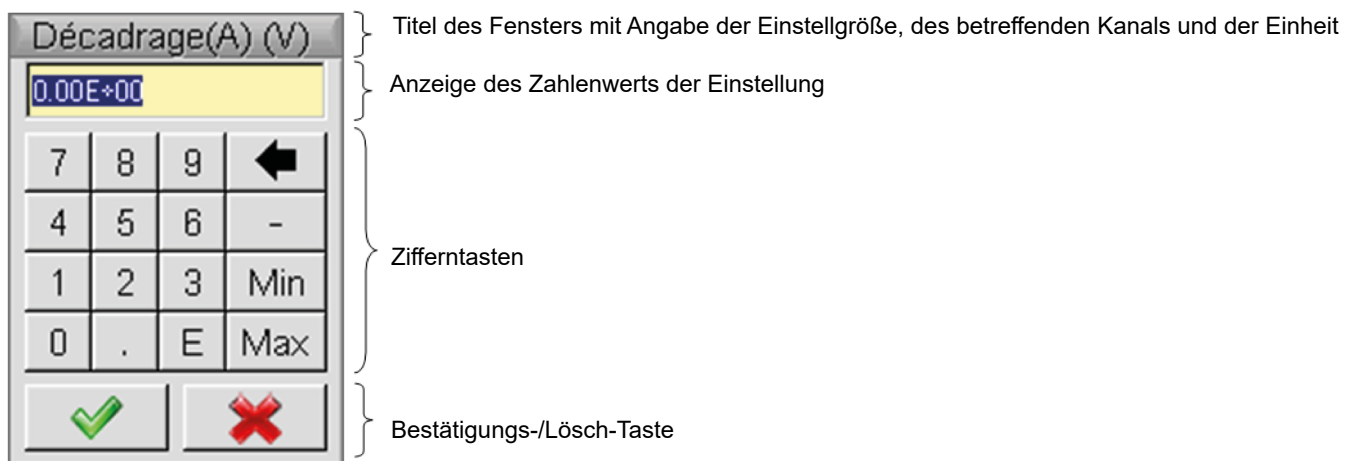 Décadrage(A) (V)
Titel des Fensters mit Angabe der Einstellgröße, des betreffenden Kanals und der Einheit
0.00E+00
Anzeige des Zahlenwerts der Einstellung
7 8 9
4 5 6 -
Zifferntasten
1 2 3 Min
0 . E Max
Bestätigungs-/Lösch-Taste